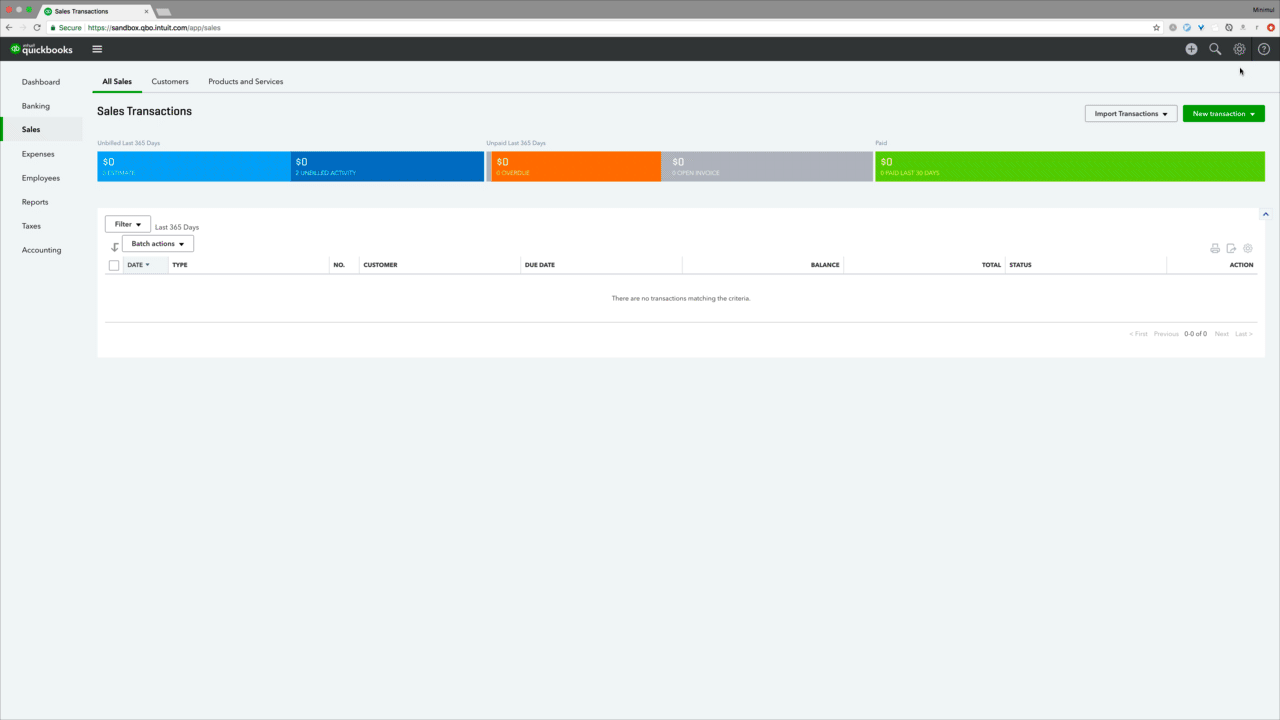 Sales Transactions
Minimul
Secure https://sandbox.qbo.intuit.com/app/sales
intuit quickbooks
Dashboard
Banking
Sales
Expenses
Employees
Reports
Taxes
Accounting
All Sales Customers Products and Services
Sales Transactions
Import Transactions New transaction
Unbilled Last 365 Days Unpaid Last 365 Days Paid
$0 $0 $0 $0 $0
ESTIMATE 2 UNBILLED ACTIVITY 0 OVERDUE 0 OPEN INVOICE 0 PAID LAST 30 DAYS
Filter Last 365 Days
Batch actions
DATE TYPE NO. CUSTOMER DUE DATE BALANCE TOTAL STATUS ACTION
There are no transactions matching the criteria.
< First Previous 0-0 of 0 Next Last >